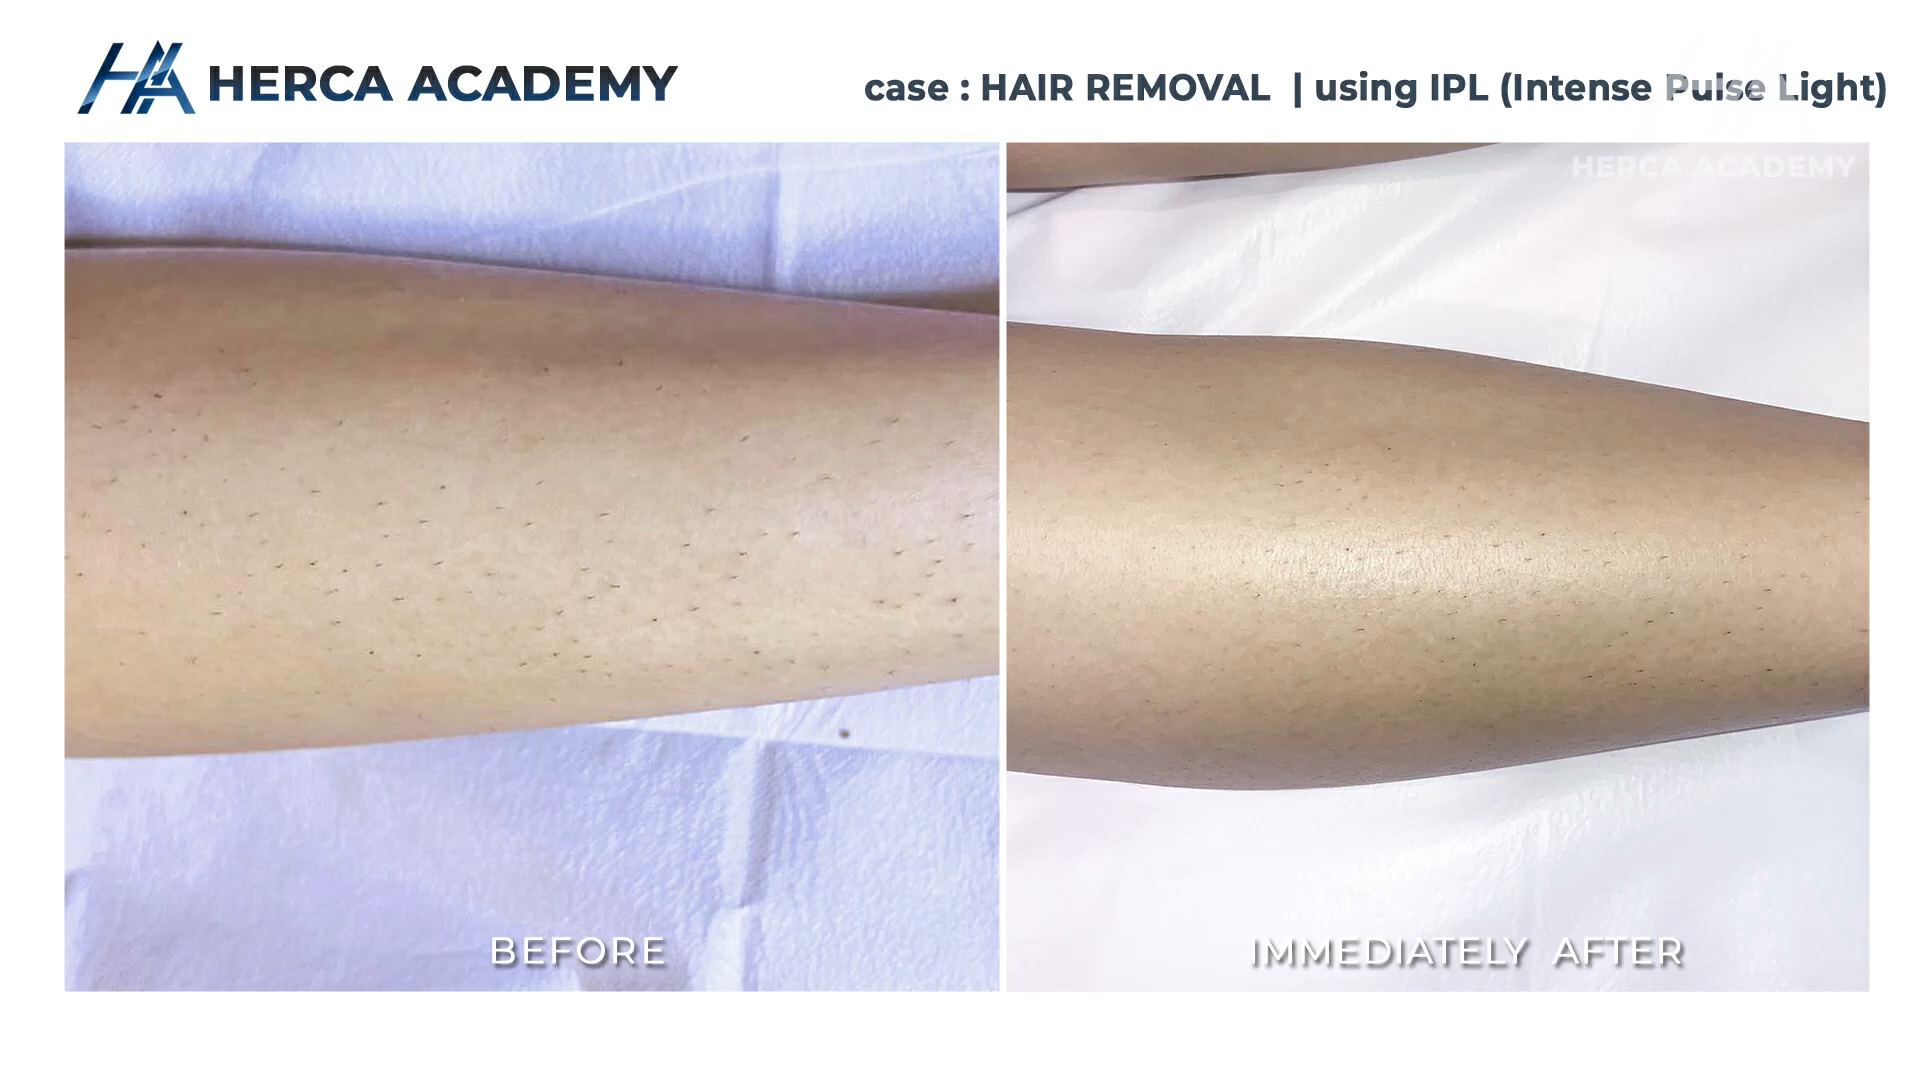 HERCA ACADEMY
case : HAIR REMOVAL | using IPL (Intense Pulse Light)
HERCA ACADEMY
BEFORE
IMMEDIATELY AFTER